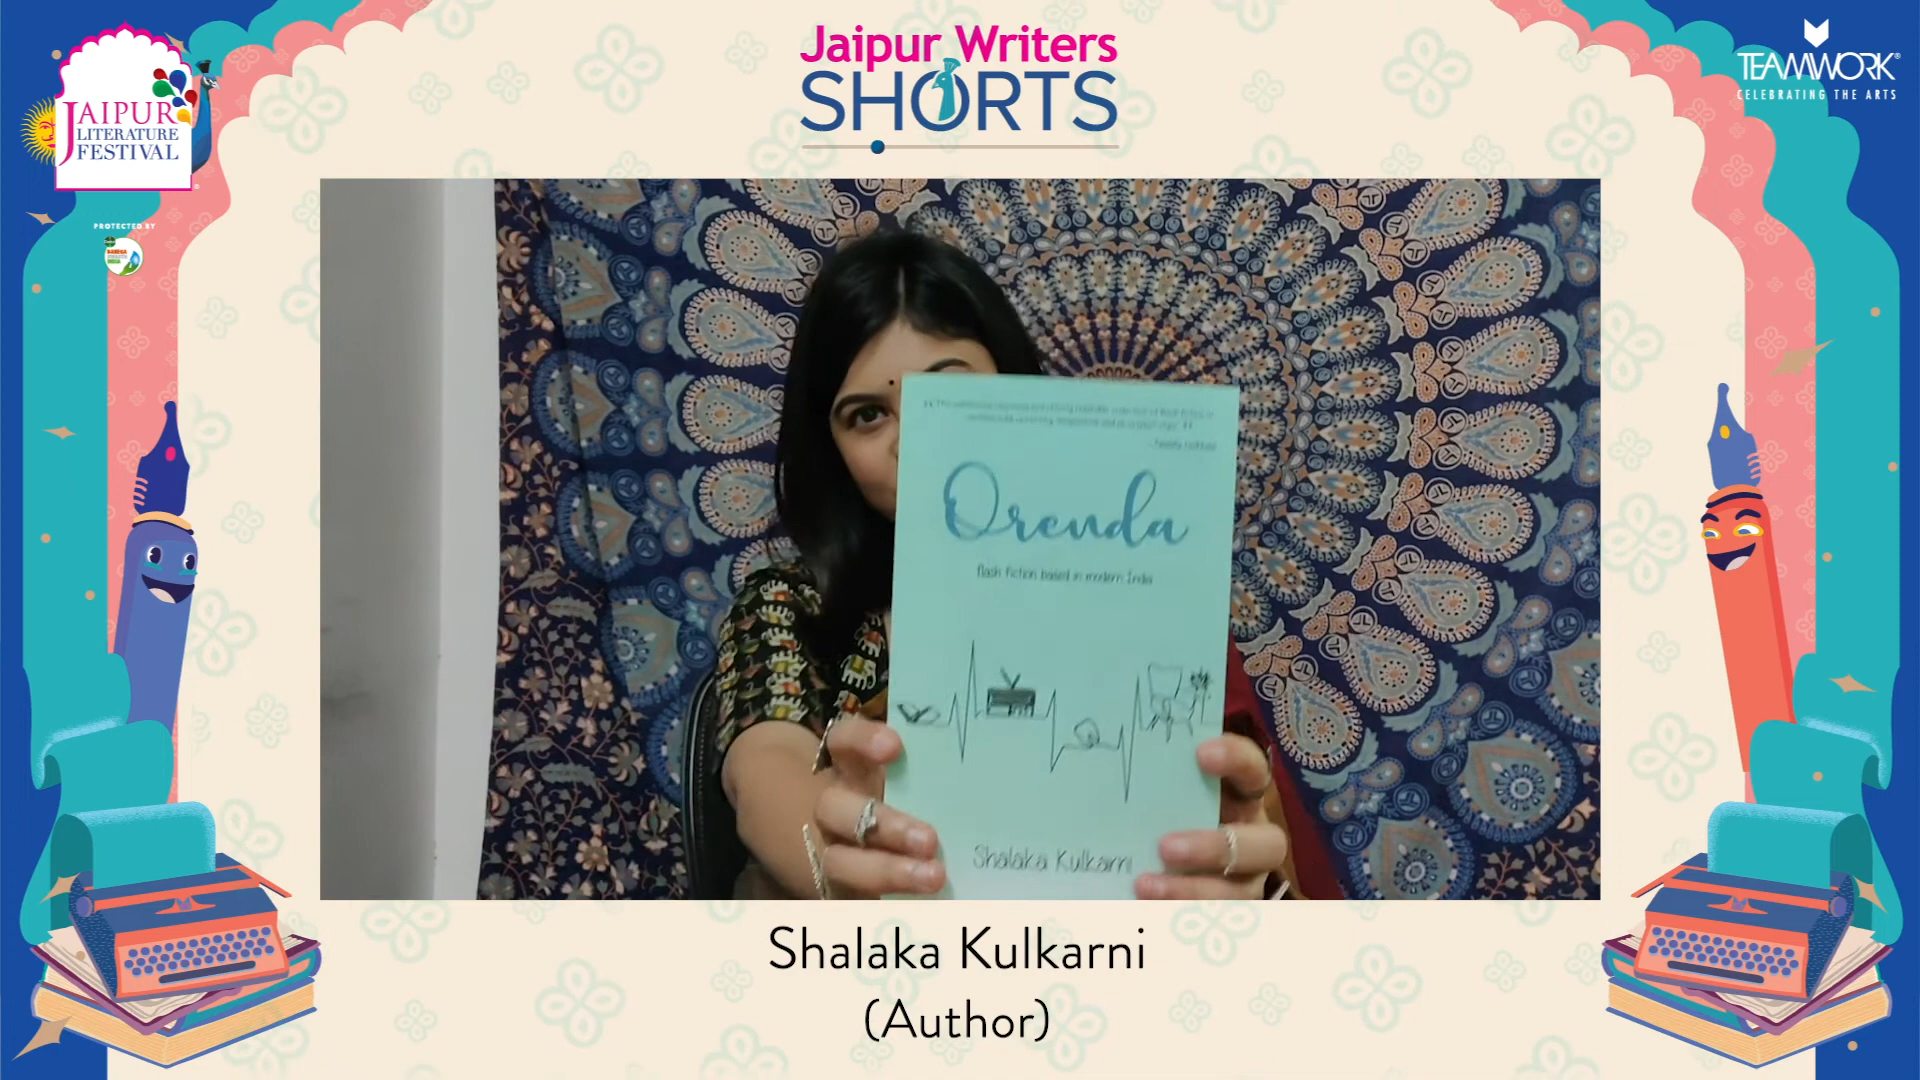 Jaipur Writers
SHORTS
JAIPUR
LITERATURE
FESTIVAL
PROTECTED BY
TEAMWORK®
CELEBRATING THE ARTS
Orenda
flash fiction based in modern India
Shalaka Kulkarni
Shalaka Kulkarni
(Author)